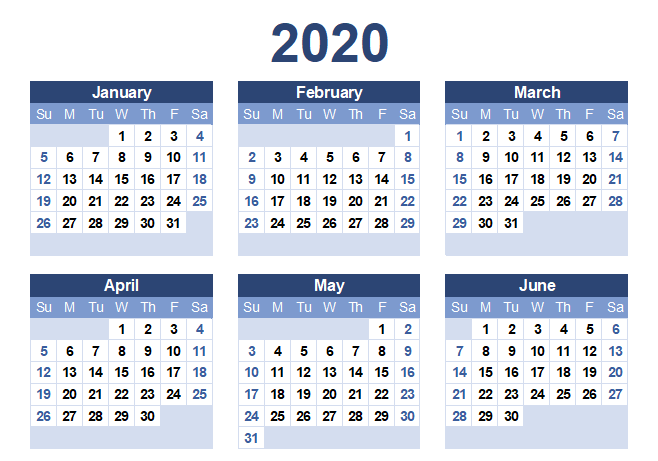 2020
January
Su M Tu W Th F Sa
1 2 3 4
5 6 7 8 9 10 11
12 13 14 15 16 17 18
19 20 21 22 23 24 25
26 27 28 29 30 31
February
Su M Tu W Th F Sa
1
2 3 4 5 6 7 8
9 10 11 12 13 14 15
16 17 18 19 20 21 22
23 24 25 26 27 28 29
March
Su M Tu W Th F Sa
1 2 3 4 5 6 7
8 9 10 11 12 13 14
15 16 17 18 19 20 21
22 23 24 25 26 27 28
29 30 31
April
Su M Tu W Th F Sa
1 2 3 4
5 6 7 8 9 10 11
12 13 14 15 16 17 18
19 20 21 22 23 24 25
26 27 28 29 30
May
Su M Tu W Th F Sa
1 2
3 4 5 6 7 8 9
10 11 12 13 14 15 16
17 18 19 20 21 22 23
24 25 26 27 28 29 30
31
June
Su M Tu W Th F Sa
1 2 3 4 5 6
7 8 9 10 11 12 13
14 15 16 17 18 19 20
21 22 23 24 25 26 27
28 29 30